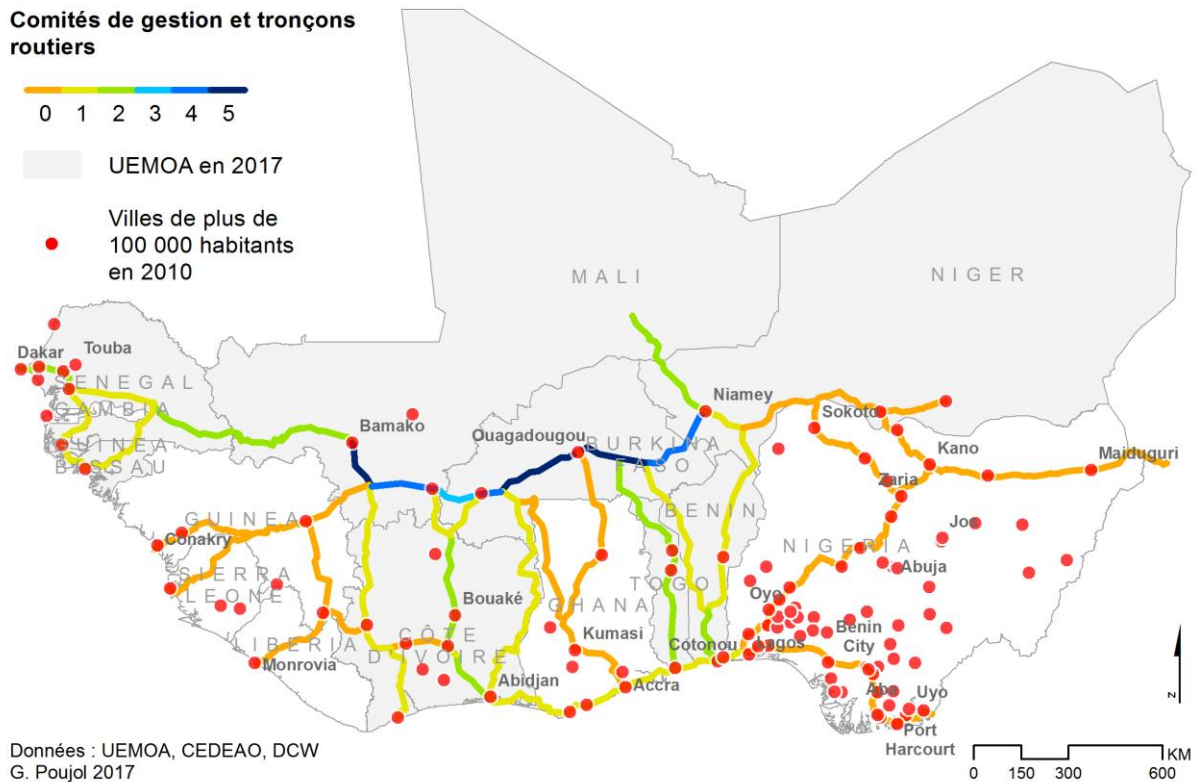 Comités de gestion et tronçons
routiers
0 1 2 3 4 5
UEMOA en 2017
Villes de plus de
100 000 habitants
en 2010
MALI
NIGER
Dakar
Touba
SENEGAL
GAMBIA
GUINEA
BISSAU
Bamako
Ouagadougou
BURKINA
FASO
Niamey
Sokoto
Kano
Maiduguri
Zaria
BENIN
GUINEA
Conakry
SIERRA
LEONE
NIGERIA
Jos
Abuja
TOGO
Oyo
Bouaké
GHANA
LIBERIA
Monrovia
CÔTE
D'IVOIRE
Kumasi
Cotonou
Lagos
Benin
City
Abidjan
Accra
Aba
Uyo
Port
Harcourt
z
Données : UEMOA, CEDEAO, DCW
G. Poujol 2017
KM
0 150 300 600